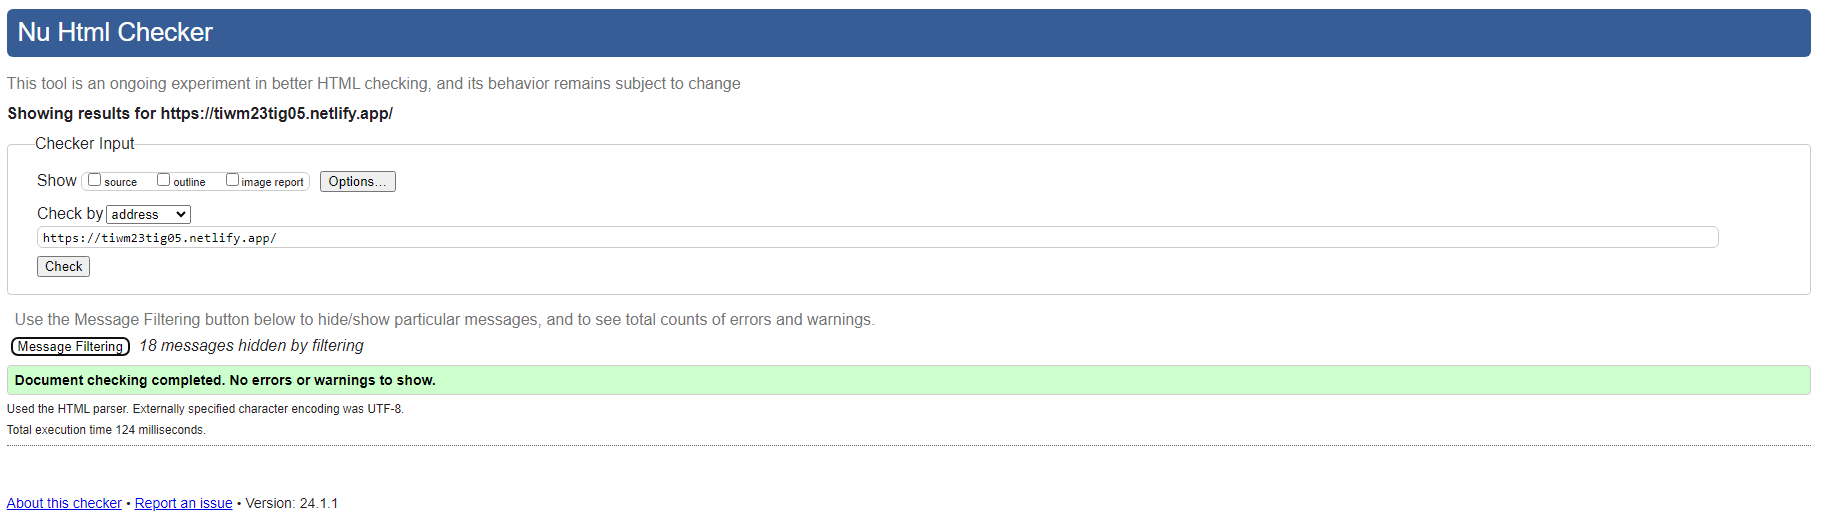 Nu Html Checker
This tool is an ongoing experiment in better HTML checking, and its behavior remains subject to change
Showing results for https://tiwm23tig05.netlify.app/
Checker Input
Show source outline image report Options...
Check by address
https://tiwm23tig05.netlify.app/
Check
Use the Message Filtering button below to hide/show particular messages, and to see total counts of errors and warnings.
Message Filtering 18 messages hidden by filtering
Document checking completed. No errors or warnings to show.
Used the HTML parser. Externally specified character encoding was UTF-8.
Total execution time 124 milliseconds.
About this checker • Report an issue • Version: 24.1.1